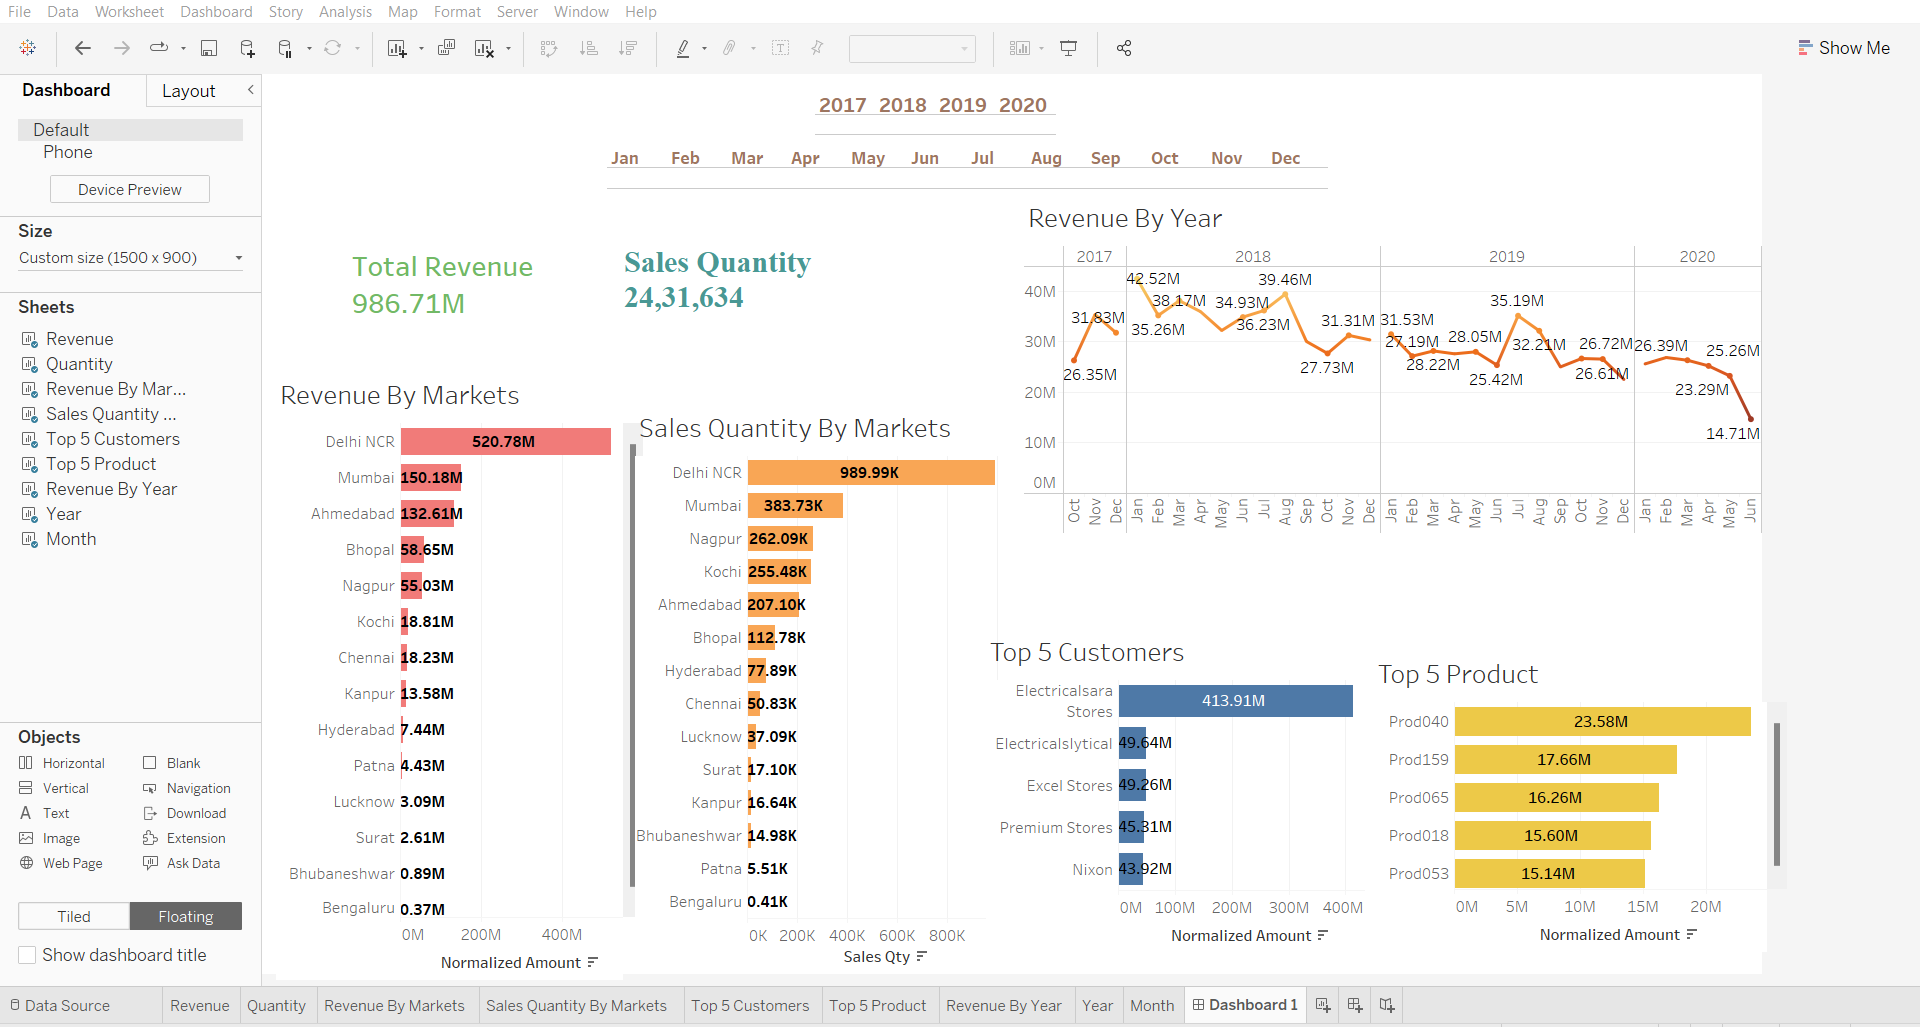 File Data Worksheet Dashboard Story Analysis Map Format Server Window Help
Show Me
Dashboard
Layout
Default
Phone
Device Preview
Size
Custom size (1500 x 900)
Sheets
Revenue
Quantity
Revenue By Mar...
Sales Quantity ...
Top 5 Customers
Top 5 Product
Revenue By Year
Year
Month
Objects
Horizontal Blank
Vertical Navigation
Text Download
Image Extension
Web Page Ask Data
Tiled Floating
Show dashboard title
2017 2018 2019 2020
Jan Feb Mar Apr May Jun Jul Aug Sep Oct Nov Dec
Total Revenue
986.71M
Sales Quantity
24,31,634
Revenue By Year
2017 2018 2019 2020
40M
30M
20M
10M
0M
26.35M
31.83M
42.52M
35.26M
38.17M
34.93M
36.23M
39.46M
27.73M
31.31M
31.53M
27.19M
28.22M
28.05M
25.42M
35.19M
32.21M
26.61M
26.72M
26.39M
23.29M
25.26M
14.71M
Oct Nov Dec Jan Feb Mar Apr May Jun Jul Aug Sep Oct Nov Dec Jan Feb Mar Apr May Jun Jul Aug Sep Oct Nov Dec Jan Feb Mar Apr May Jun
Revenue By Markets
Delhi NCR 520.78M
Mumbai 150.18M
Ahmedabad 132.61M
Bhopal 58.65M
Nagpur 55.03M
Kochi 18.81M
Chennai 18.23M
Kanpur 13.58M
Hyderabad 7.44M
Patna 4.43M
Lucknow 3.09M
Surat 2.61M
Bhubaneshwar 0.89M
Bengaluru 0.37M
0M 200M 400M
Normalized Amount
Sales Quantity By Markets
Delhi NCR 989.99K
Mumbai 383.73K
Nagpur 262.09K
Kochi 255.48K
Ahmedabad 207.10K
Bhopal 112.78K
Hyderabad 77.89K
Chennai 50.83K
Lucknow 37.09K
Surat 17.10K
Kanpur 16.64K
Bhubaneshwar 14.98K
Patna 5.51K
Bengaluru 0.41K
0K 200K 400K 600K 800K
Sales Qty
Top 5 Customers
Electricalsara
Stores
413.91M
Electricalslytical 49.64M
Excel Stores 49.26M
Premium Stores 45.31M
Nixon 43.92M
0M 100M 200M 300M 400M
Normalized Amount
Top 5 Product
Prod040 23.58M
Prod159 17.66M
Prod065 16.26M
Prod018 15.60M
Prod053 15.14M
0M 5M 10M 15M 20M
Normalized Amount
Data Source Revenue Quantity Revenue By Markets Sales Quantity By Markets Top 5 Customers Top 5 Product Revenue By Year Year Month Dashboard 1